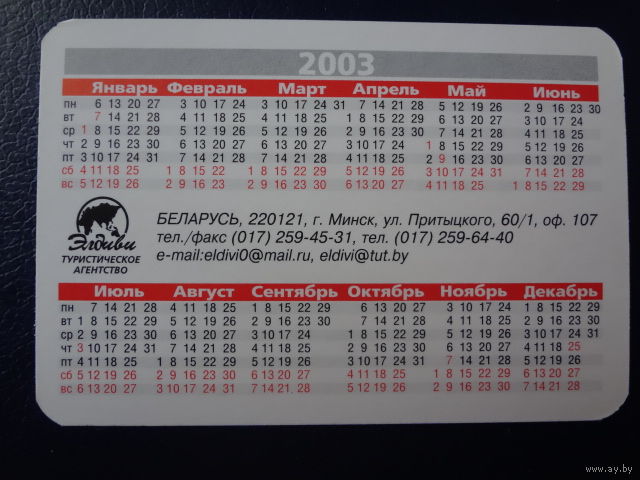 2003
Январь Февраль Март Апрель Май Июнь
пн 6 13 20 27 3 10 17 24 3 10 17 24 31 7 14 21 28 5 12 19 26 2 9 16 23 30
вт 7 14 21 28 4 11 18 25 4 11 18 25 1 8 15 22 29 6 13 20 27 3 10 17 24
ср 1 8 15 22 29 5 12 19 26 5 12 19 26 2 9 16 23 30 7 14 21 28 4 11 18 25
чт 2 9 16 23 30 6 13 20 27 6 13 20 27 3 10 17 24 1 8 15 22 29 5 12 19 26
пт 3 10 17 24 31 7 14 21 28 7 14 21 28 4 11 18 25 2 9 16 23 30 6 13 20 27
сб 4 11 18 25 1 8 15 22 1 8 15 22 29 5 12 19 26 3 10 17 24 31 7 14 21 28
вс 5 12 19 26 2 9 16 23 2 9 16 23 30 6 13 20 27 4 11 18 25 1 8 15 22 29
Элдиви
ТУРИСТИЧЕСКОЕ
АГЕНТСТВО
БЕЛАРУСЬ, 220121, г. Минск, ул. Притыцкого, 60/1, оф. 107
тел./факс (017) 259-45-31, тел. (017) 259-64-40
e-mail:eldivi0@mail.ru, eldivi@tut.by
Июль Август Сентябрь Октябрь Ноябрь Декабрь
пн 7 14 21 28 4 11 18 25 1 8 15 22 29 6 13 20 27 3 10 17 24 1 8 15 22 29
вт 1 8 15 22 29 5 12 19 26 2 9 16 23 30 7 14 21 28 4 11 18 25 2 9 16 23 30
ср 2 9 16 23 30 6 13 20 27 3 10 17 24 1 8 15 22 29 5 12 19 26 3 10 17 24 31
чт 3 10 17 24 31 7 14 21 28 4 11 18 25 2 9 16 23 30 6 13 20 27 4 11 18 25
пт 4 11 18 25 1 8 15 22 29 5 12 19 26 3 10 17 24 31 7 14 21 28 5 12 19 26
сб 5 12 19 26 2 9 16 23 30 6 13 20 27 4 11 18 25 1 8 15 22 29 6 13 20 27
вс 6 13 20 27 3 10 17 24 31 7 14 21 28 5 12 19 26 2 9 16 23 30 7 14 21 28
www.ay.by